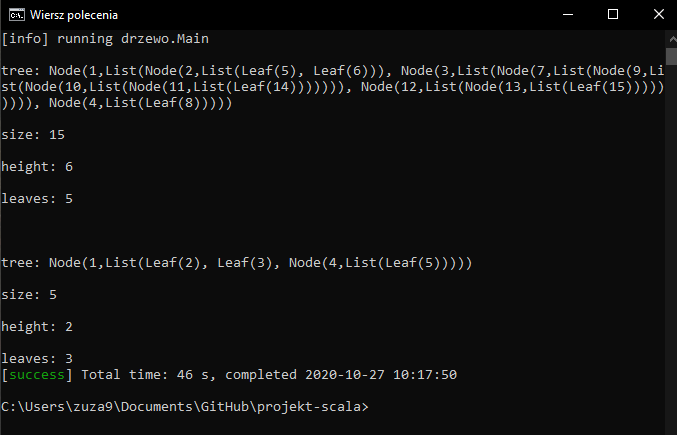 Wiersz polecenia
[info] running drzewo.Main
tree: Node(1,List(Node(2,List(Leaf(5), Leaf(6))), Node(3,List(Node(7,List(Node(9,Li
st(Node(10,List(Node(11,List(Leaf(14))))))), Node(12,List(Node(13,List(Leaf(15)))))
)))), Node(4,List(Leaf(8)))))
size: 15
height: 6
leaves: 5
tree: Node(1,List(Leaf(2), Leaf(3), Node(4,List(Leaf(5)))))
size: 5
height: 2
leaves: 3
[success] Total time: 46 s, completed 2020-10-27 10:17:50
C:\Users\zuza9\Documents\GitHub\projekt-scala>